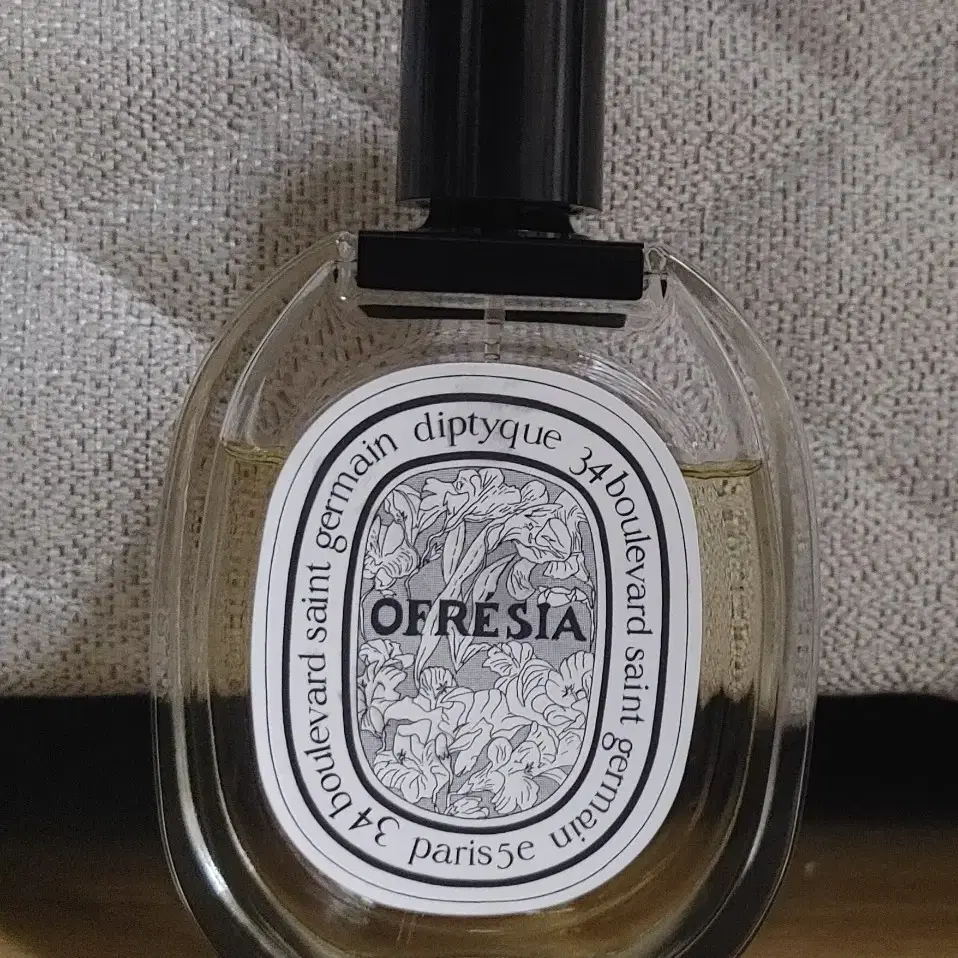 diptyque
34 boulevard saint germain
paris 5e
34 boulevard saint germain
OFRÉSIA